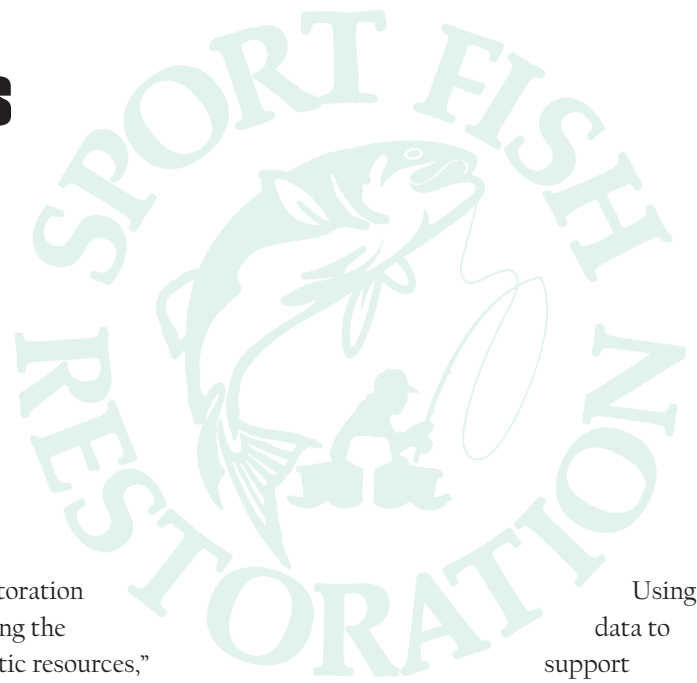 s
SPORT FISH
RESTORATION
toration
ng the
tic resources,”
Using
data to
support